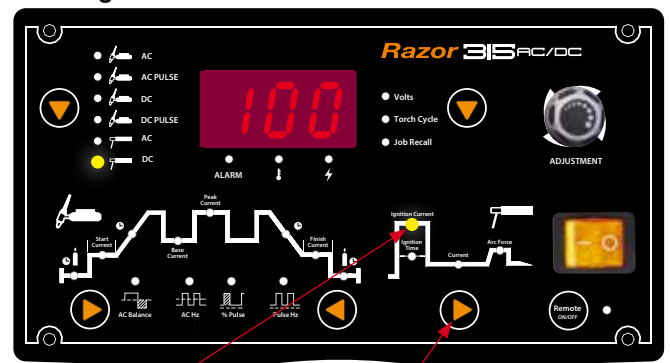 Razor 315 AC/DC
AC
AC PULSE
DC
DC PULSE
AC
DC
100
ALARM
Volts
Torch Cycle
Job Recall
ADJUSTMENT
Start
Current
Base
Current
Peak
Current
Finish
Current
Ignition Current
Ignition
Time
Current
Arc Force
AC Balance
AC Hz
% Pulse
Pulse Hz
Remote
ON/OFF